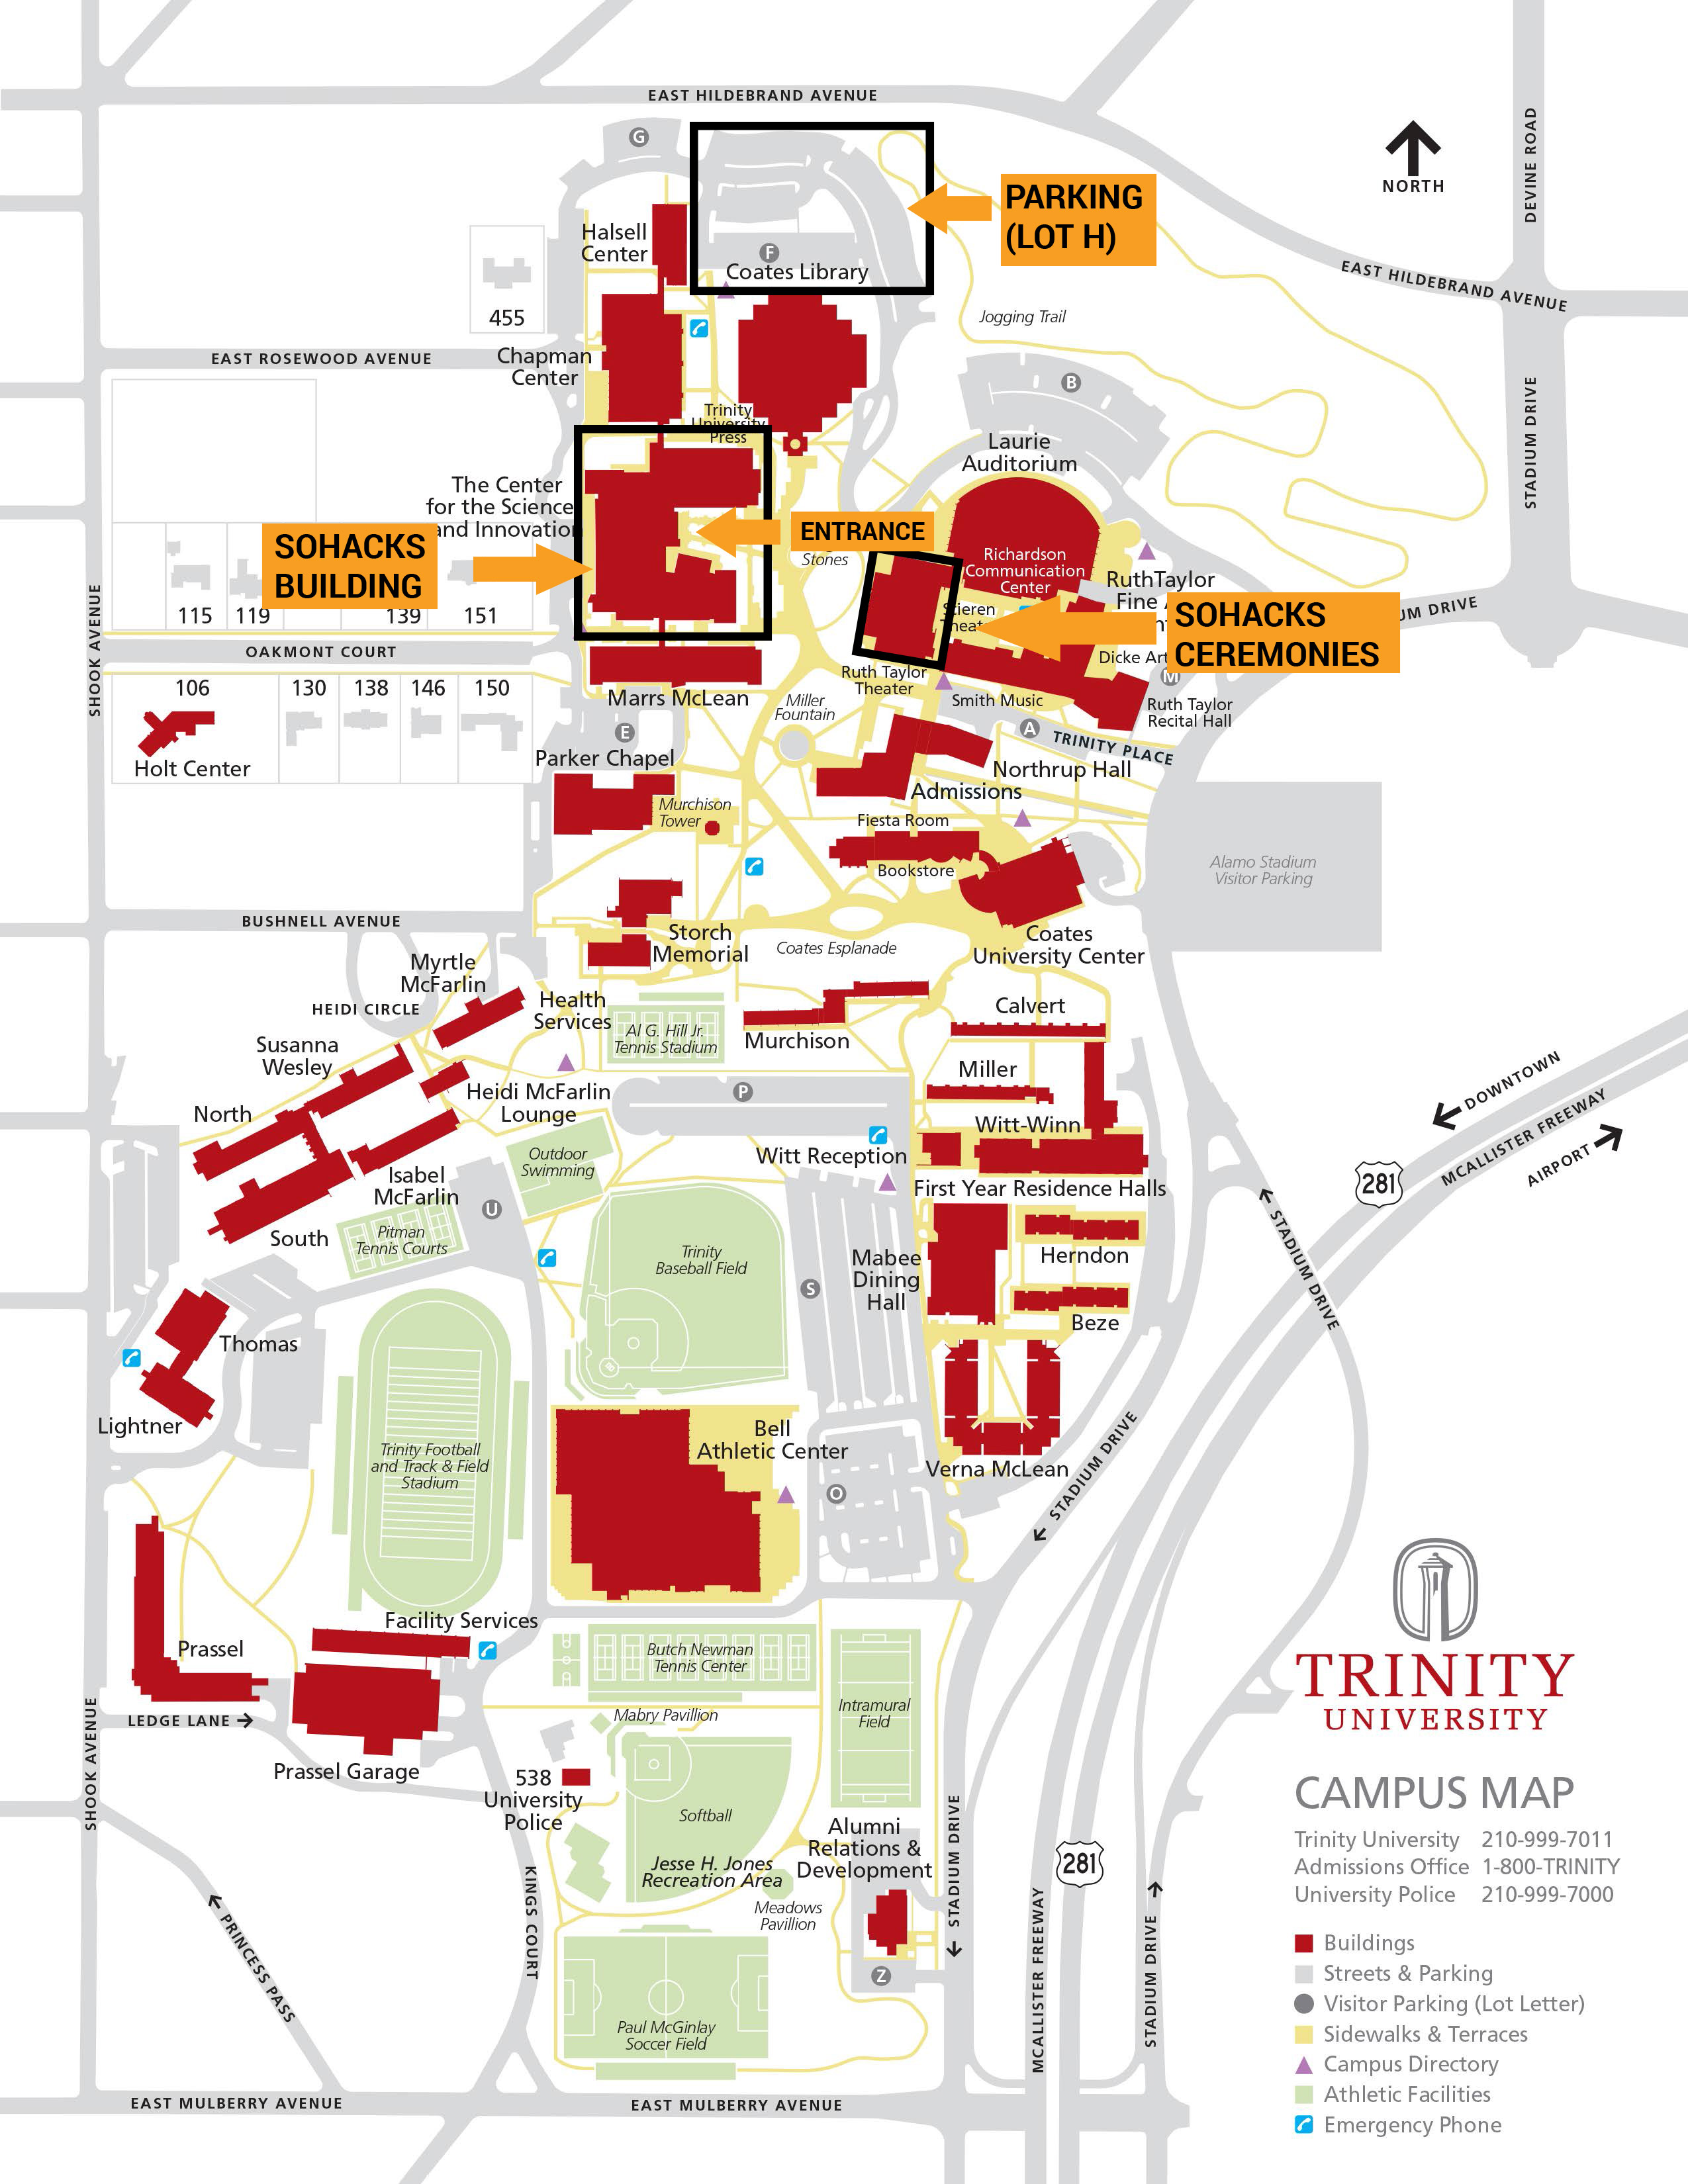 EAST HILDEBRAND AVENUE
G
PARKING
(LOT H)
NORTH
DEVINE ROAD
Halsell
Center
F
Coates Library
EAST HILDEBRAND AVENUE
455
Jogging Trail
EAST ROSEWOOD AVENUE
Chapman
Center
B
STADIUM DRIVE
Trinity
University
Press
Laurie
Auditorium
The Center
for the Science
and Innovation
SOHACKS
BUILDING
ENTRANCE
Stones
Richardson
Communication
Center
Ruth Taylor
Fine
SOHACKS
CEREMONIES
UM DRIVE
Stieren
Theat
115
119
139
151
SHOOK AVENUE
OAKMONT COURT
Dicke Art
M
Ruth Taylor
Theater
106
130
138
146
150
Marrs McLean
Miller
Fountain
Smith Music
Ruth Taylor
Recital Hall
E
A
TRINITY PLACE
Holt Center
Parker Chapel
Northrup Hall
Admissions
Murchison
Tower
Fiesta Room
Bookstore
Alamo Stadium
Visitor Parking
BUSHNELL AVENUE
Storch
Memorial
Coates Esplanade
Coates
University Center
Myrtle
McFarlin
HEIDI CIRCLE
Health
Services
Al G. Hill Jr.
Tennis Stadium
Murchison
Calvert
Susanna
Wesley
Miller
North
Heidi McFarlin
Lounge
P
Witt-Winn
DOWNTOWN
MCALLISTER FREEWAY
AIRPORT
281
Outdoor
Swimming
Witt Reception
Isabel
McFarlin
First Year Residence Halls
U
South
Pitman
Tennis Courts
Trinity
Baseball Field
S
Mabee
Dining
Hall
Herndon
STADIUM DRIVE
Beze
Thomas
Lightner
Trinity Football
and Track & Field
Stadium
Bell
Athletic Center
O
Verna McLean
STADIUM DRIVE
Facility Services
Prassel
Butch Newman
Tennis Center
Intramural
Field
TRINITY
UNIVERSITY
LEDGE LANE
Mabry Pavilion
SHOOK AVENUE
Prassel Garage
538
University
Police
Softball
CAMPUS MAP
Trinity University 210-999-7011
Admissions Office 1-800-TRINITY
University Police 210-999-7000
Alumni
Relations &
Development
Jesse H. Jones
Recreation Area
Meadows
Pavillion
281
KINGS COURT
STADIUM DRIVE
MCALLISTER FREEWAY
STADIUM DRIVE
PRINCESS PASS
Z
Paul McGinlay
Soccer Field
Buildings
Streets & Parking
Visitor Parking (Lot Letter)
Sidewalks & Terraces
Campus Directory
Athletic Facilities
Emergency Phone
EAST MULBERRY AVENUE
EAST MULBERRY AVENUE